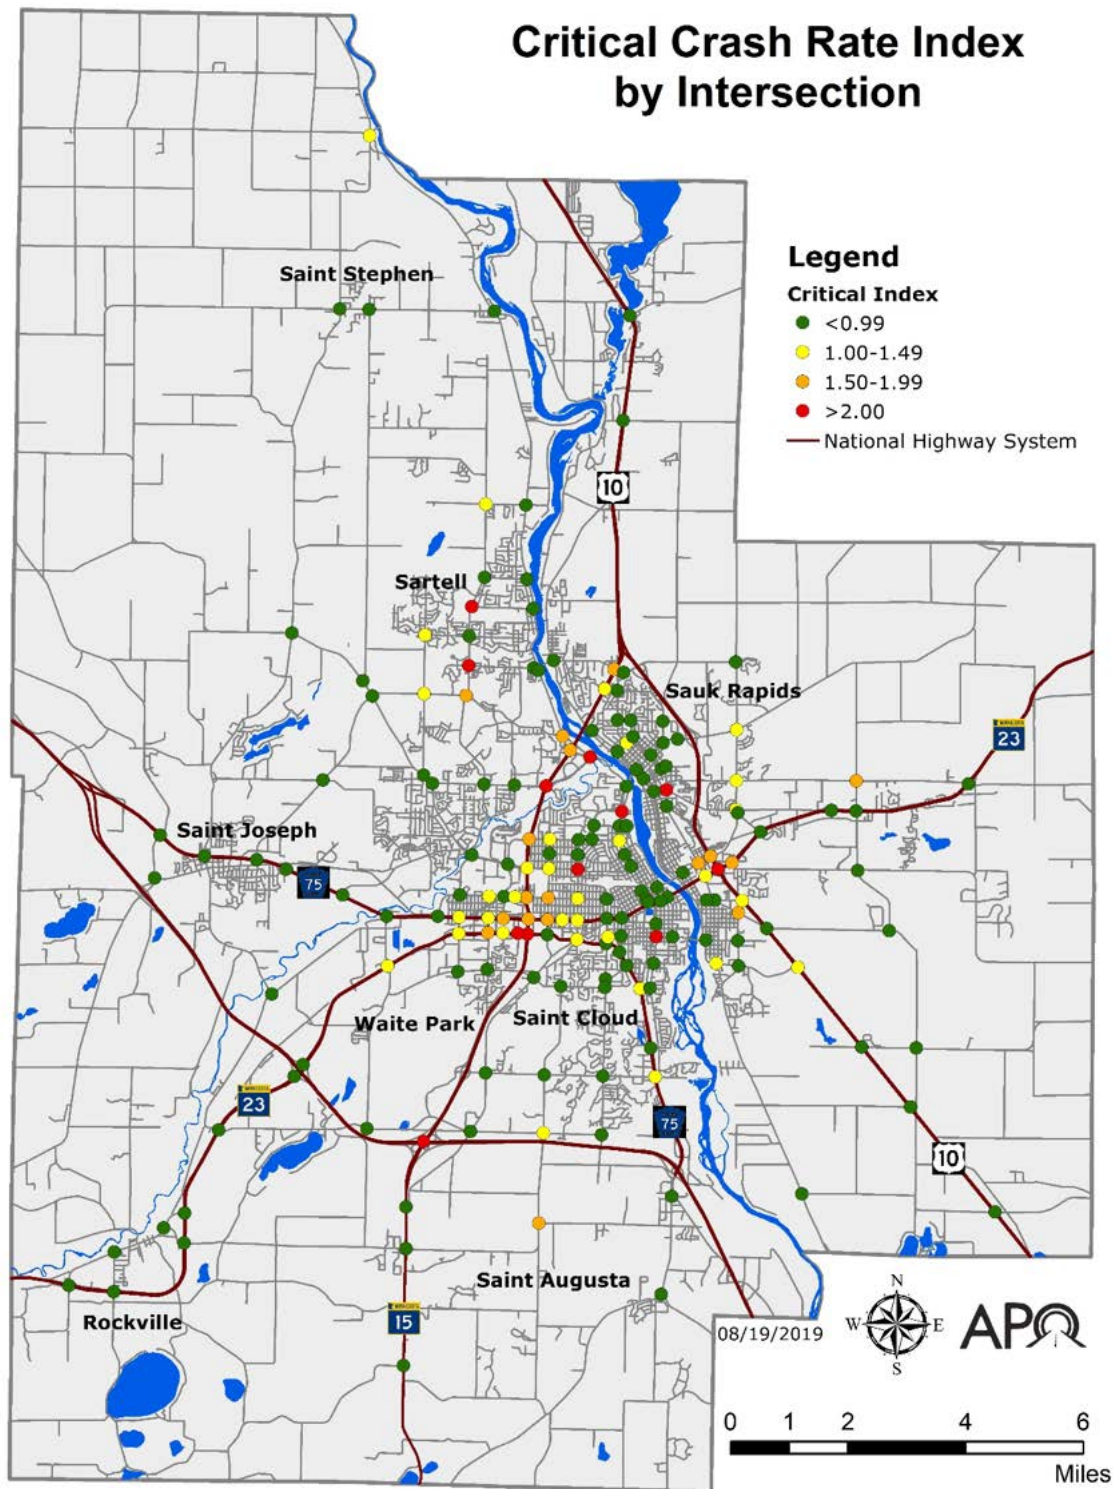 Critical Crash Rate Index
by Intersection
Legend
Critical Index
<0.99
1.00-1.49
1.50-1.99
>2.00
National Highway System
Saint Stephen
10
Sartell
Sauk Rapids
23
Saint Joseph
75
Waite Park
Saint Cloud
23
75
10
Saint Augusta
Rockville
15
08/19/2019
N
W
E
S
APO
0 1 2 4 6
Miles